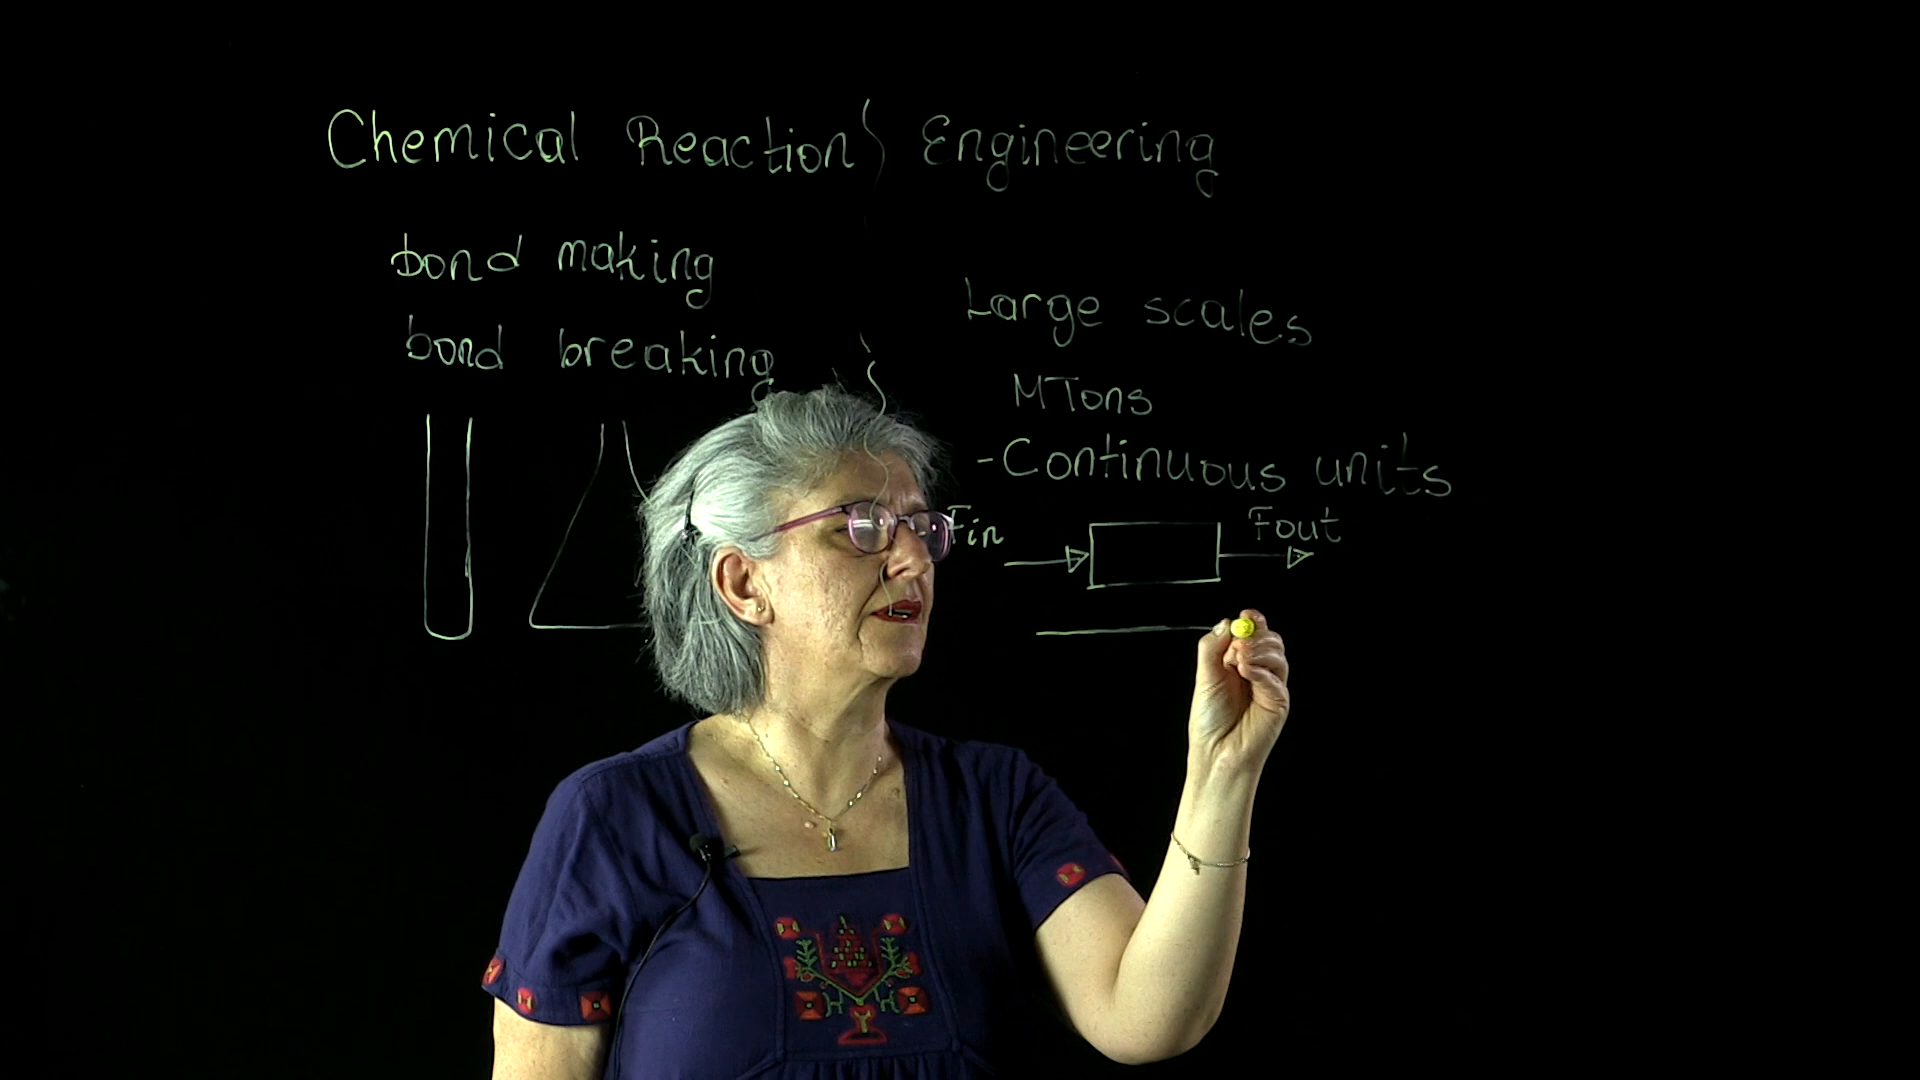 Chemical Reaction Engineering
bond making
bond breaking
Large scales
MTons
-Continuous units
Fin
Fout